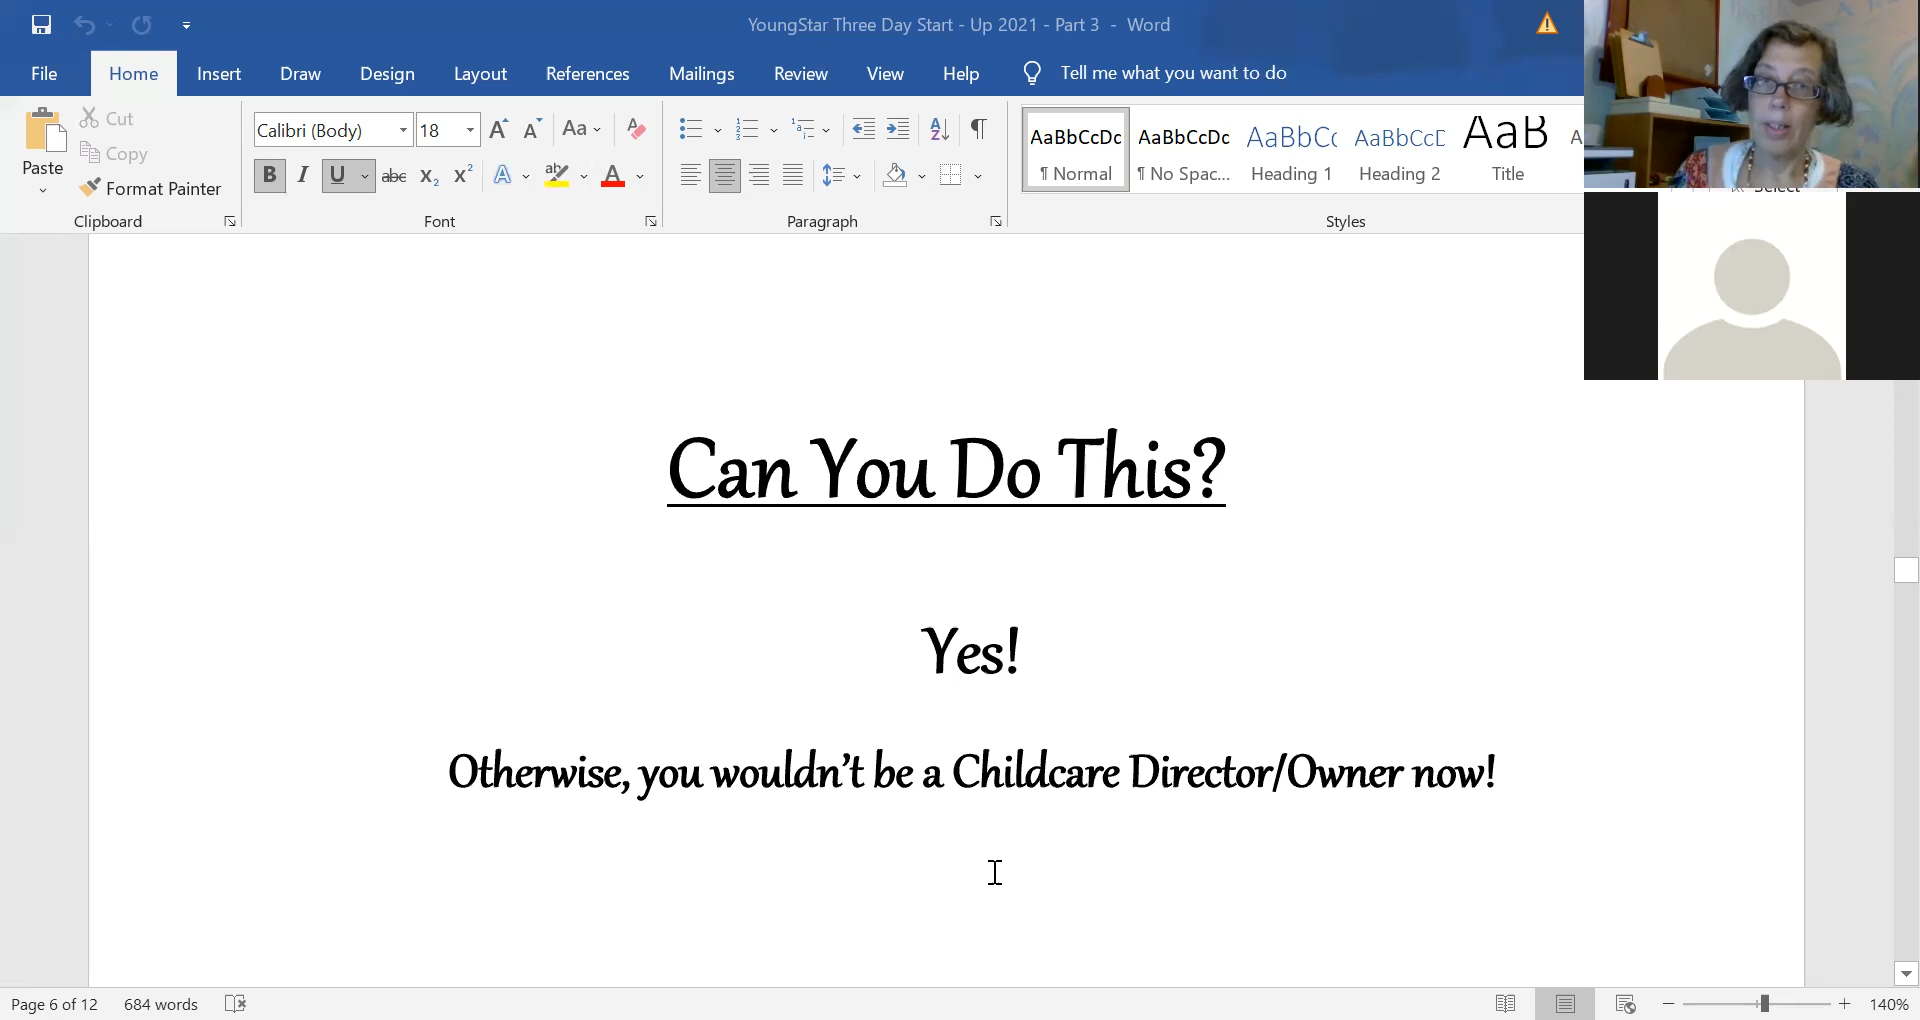 YoungStar Three Day Start - Up 2021 - Part 3 - Word
File Home Insert Draw Design Layout References Mailings Review View Help Tell me what you want to do
Paste
Cut
Copy
Format Painter
Clipboard
Calibri (Body) 18
Font
Paragraph
AaBbCcDc AaBbCcDc AaBbCc AaBbCcD AaB A
¶ Normal ¶ No Spac... Heading 1 Heading 2 Title
Styles
Select
Can You Do This?
Yes!
Otherwise, you wouldn't be a Childcare Director/Owner now!
Page 6 of 12 684 words 140%